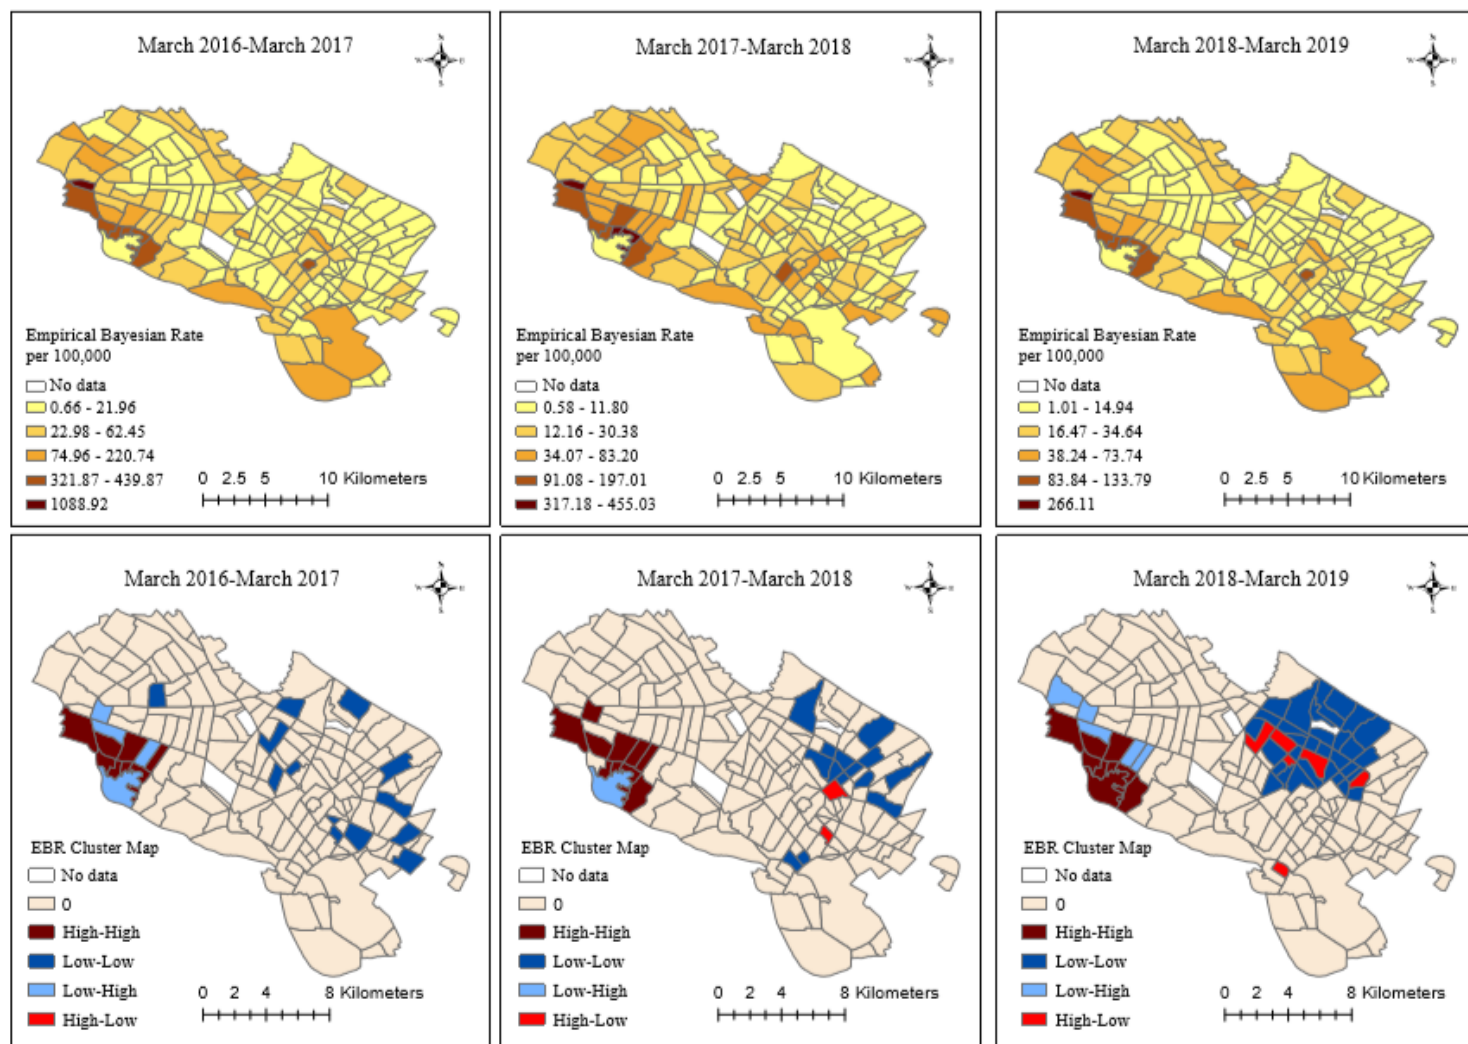 March 2016-March 2017
N
W E
S
Empirical Bayesian Rate
per 100,000
No data
0.66 - 21.96
22.98 - 62.45
74.96 - 220.74
321.87 - 439.87
1088.92
0 2.5 5 10 Kilometers
March 2017-March 2018
N
W E
S
Empirical Bayesian Rate
per 100,000
No data
0.58 - 11.80
12.16 - 30.38
34.07 - 83.20
91.08 - 197.01
317.18 - 455.03
0 2.5 5 10 Kilometers
March 2018-March 2019
N
W E
S
Empirical Bayesian Rate
per 100,000
No data
1.01 - 14.94
16.47 - 34.64
38.24 - 73.74
83.84 - 133.79
266.11
0 2.5 5 10 Kilometers
March 2016-March 2017
N
W E
S
EBR Cluster Map
No data
0
High-High
Low-Low
Low-High
High-Low
0 2 4 8 Kilometers
March 2017-March 2018
N
W E
S
EBR Cluster Map
No data
0
High-High
Low-Low
Low-High
High-Low
0 2 4 8 Kilometers
March 2018-March 2019
N
W E
S
EBR Cluster Map
No data
0
High-High
Low-Low
Low-High
High-Low
0 2 4 8 Kilometers